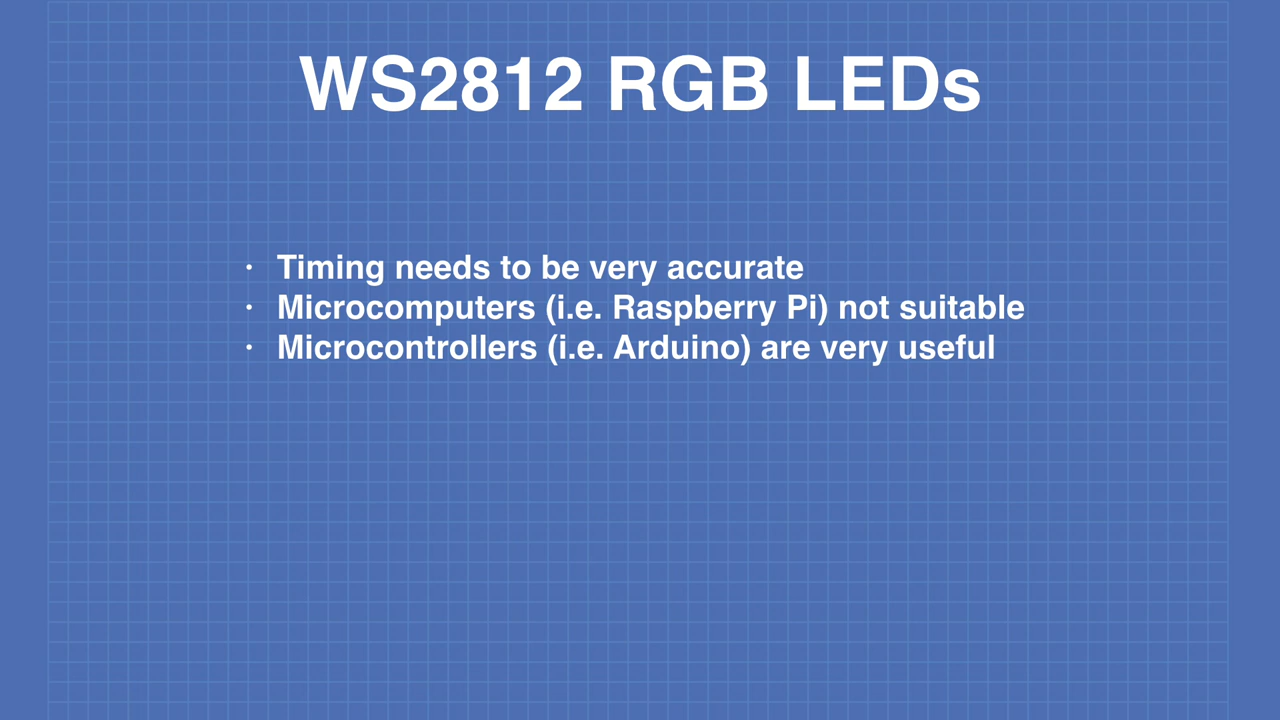 WS2812 RGB LEDs
· Timing needs to be very accurate
· Microcomputers (i.e. Raspberry Pi) not suitable
· Microcontrollers (i.e. Arduino) are very useful